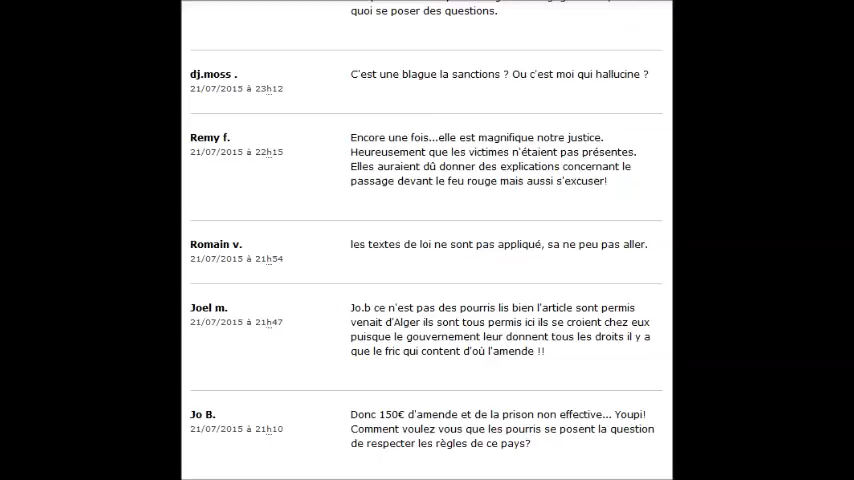 quoi se poser des questions.
dj.moss .
C'est une blague la sanctions ? Ou c'est moi qui hallucine ?
21/07/2015 à 23h12
Remy f.
Encore une fois...elle est magnifique notre justice.
21/07/2015 à 22h15
Heureusement que les victimes n'étaient pas présentes.
Elles auraient dû donner des explications concernant le
passage devant le feu rouge mais aussi s'excuser!
Romain v.
les textes de loi ne sont pas appliqué, sa ne peu pas aller.
21/07/2015 à 21h54
Joel m.
Jo.b ce n'est pas des pourris lis bien l'article sont permis
21/07/2015 à 21h47
venait d'Alger ils sont tous permis ici ils se croient chez eux
puisque le gouvernement leur donnent tous les droits il y a
que le fric qui content d'où l'amende !!
Jo B.
Donc 150€ d'amende et de la prison non effective... Youpi!
21/07/2015 à 21h10
Comment voulez vous que les pourris se posent la question
de respecter les règles de ce pays?